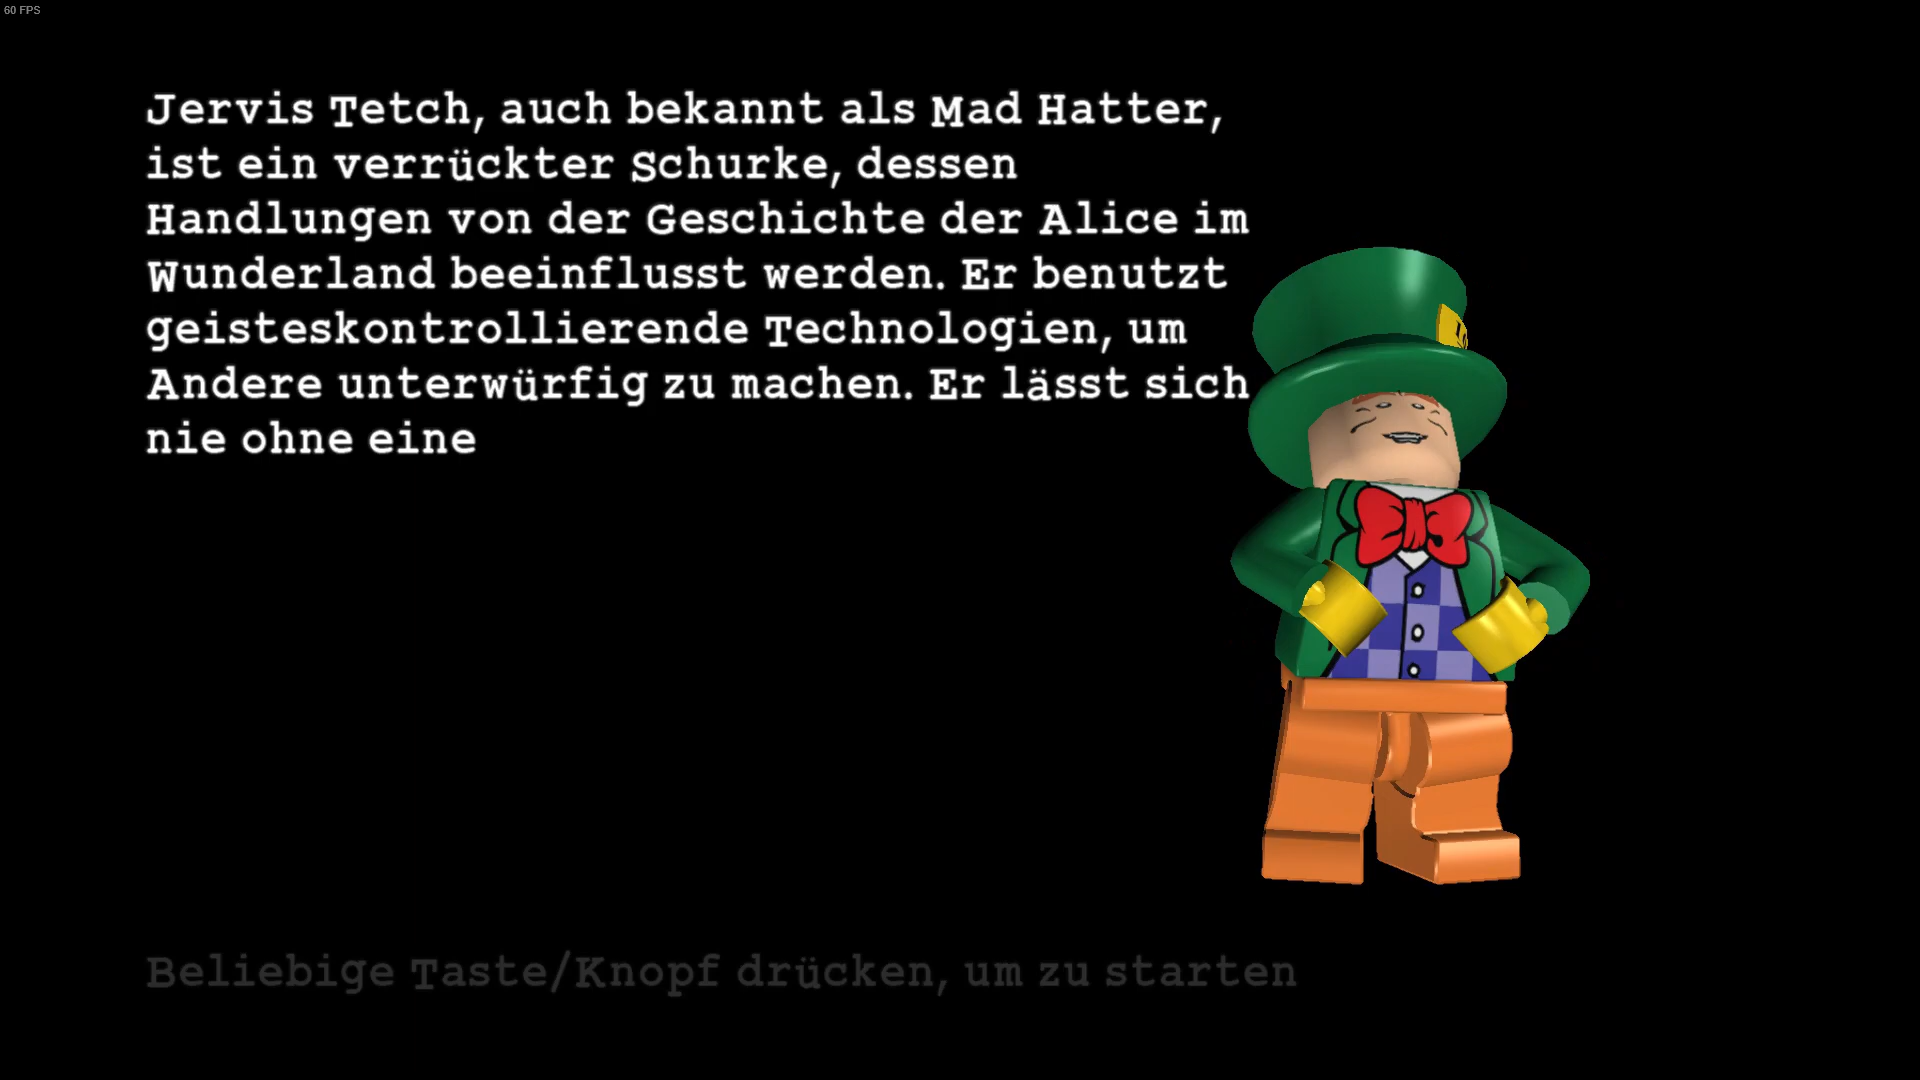 60 FPS
Jervis Tetch, auch bekannt als Mad Hatter,
ist ein verrückter Schurke, dessen
Handlungen von der Geschichte der Alice im
Wunderland beeinflusst werden. Er benutzt
geisteskontrollierende Technologien, um
Andere unterwürfig zu machen. Er lässt sich
nie ohne eine
Beliebige Taste/Knopf drücken, um zu starten